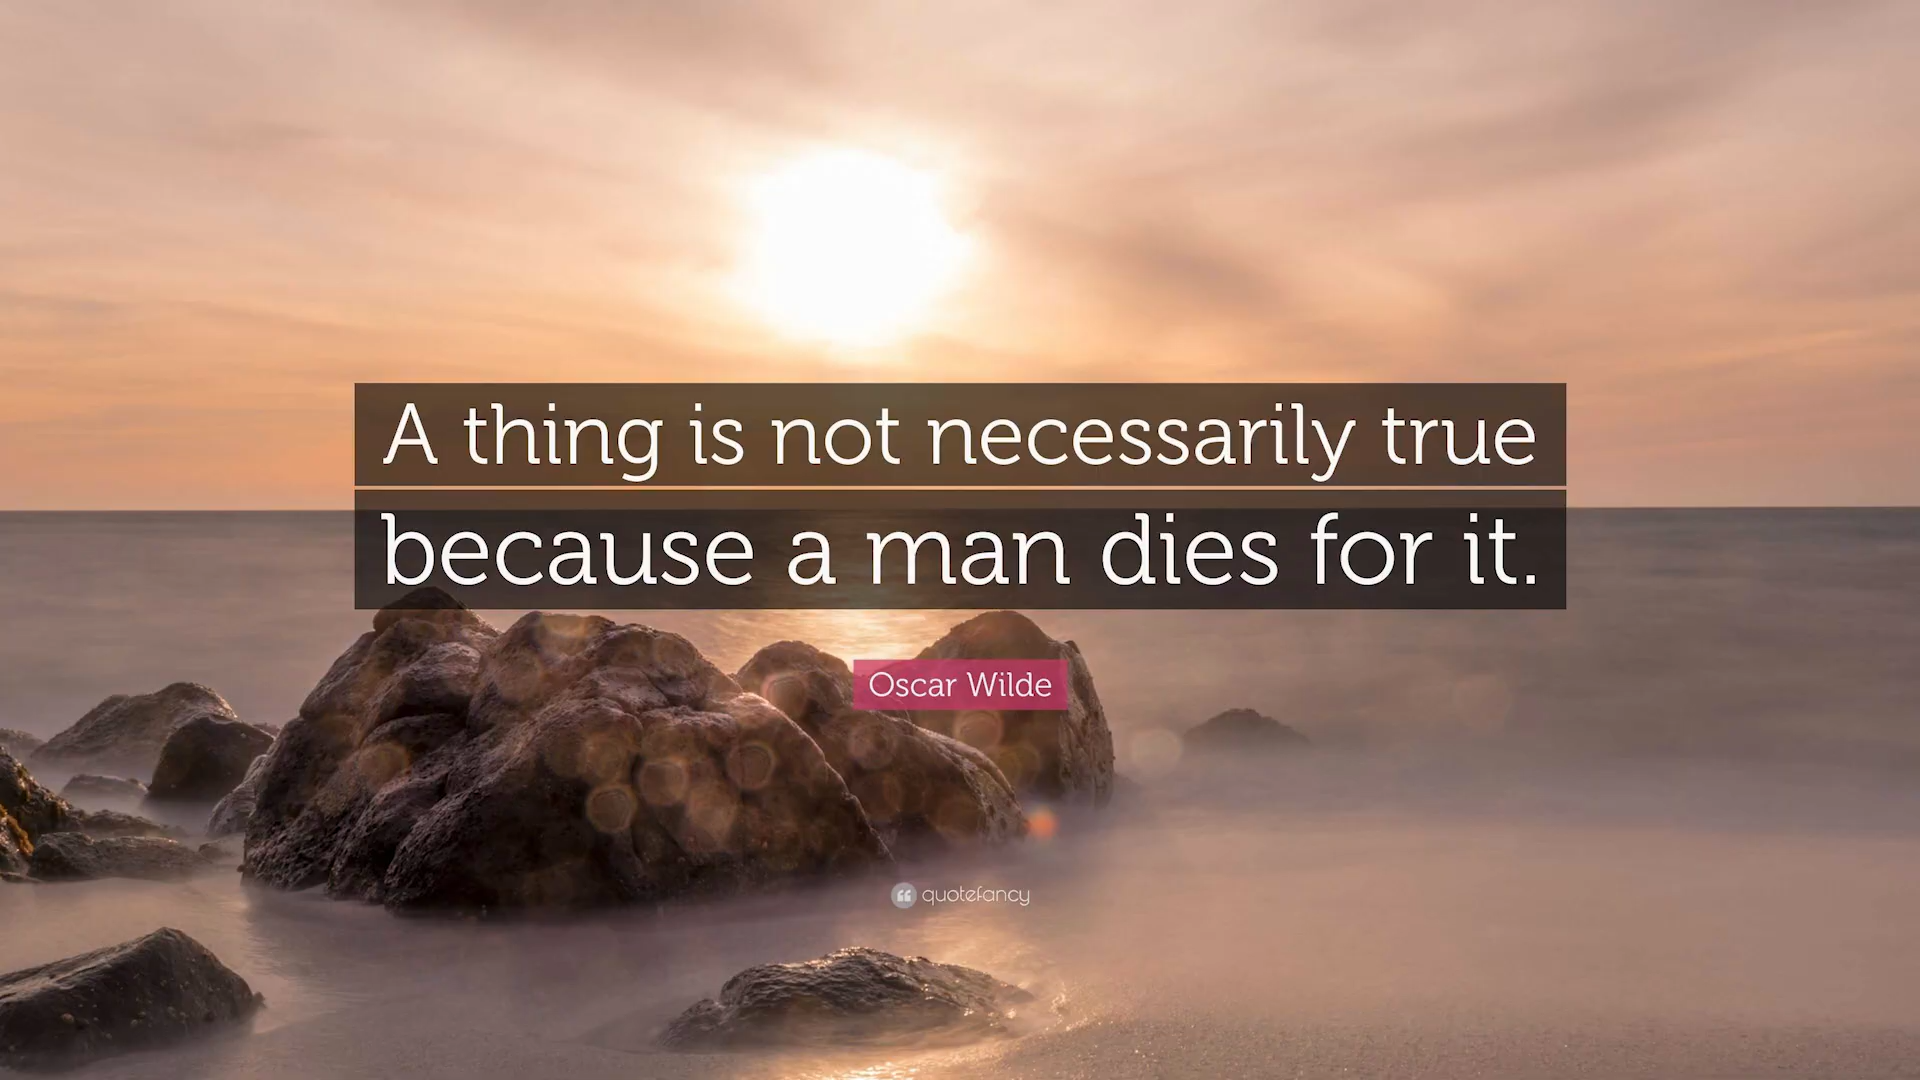 A thing is not necessarily true
because a man dies for it.
Oscar Wilde
quotefancy